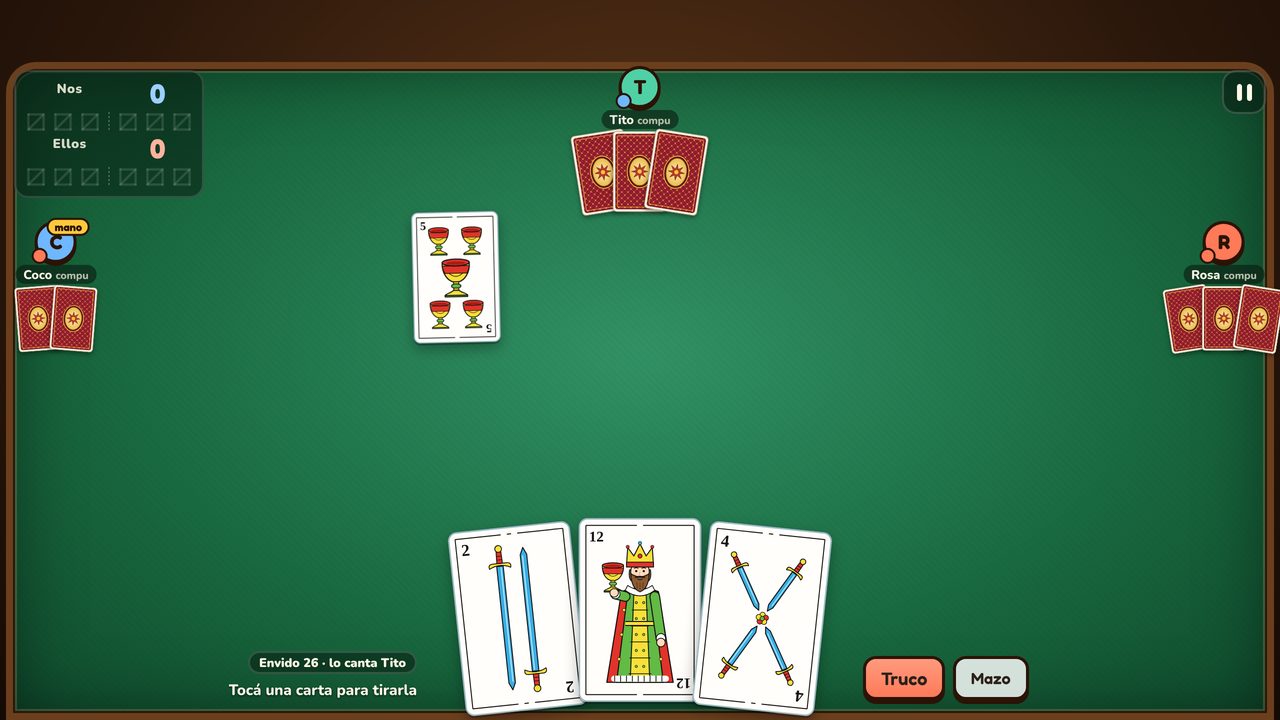 Nos 0
Ellos 0
T
Tito compu
mano
C
Coco compu
R
Rosa compu
5
5
2
2
12
12
4
4
Envido 26 · lo canta Tito
Tocá una carta para tirarla
Truco
Mazo